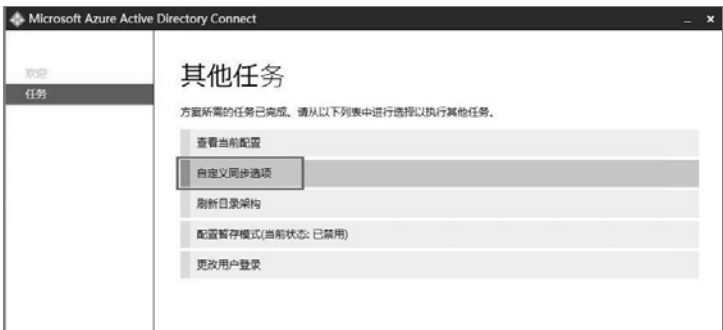 Microsoft Azure Active Directory Connect
欢迎
任务
其他任务
方案所需的任务已完成。请从以下列表中进行选择以执行其他任务。
查看当前配置
自定义同步选项
刷新目录架构
配置暂存模式(当前状态: 已禁用)
更改用户登录